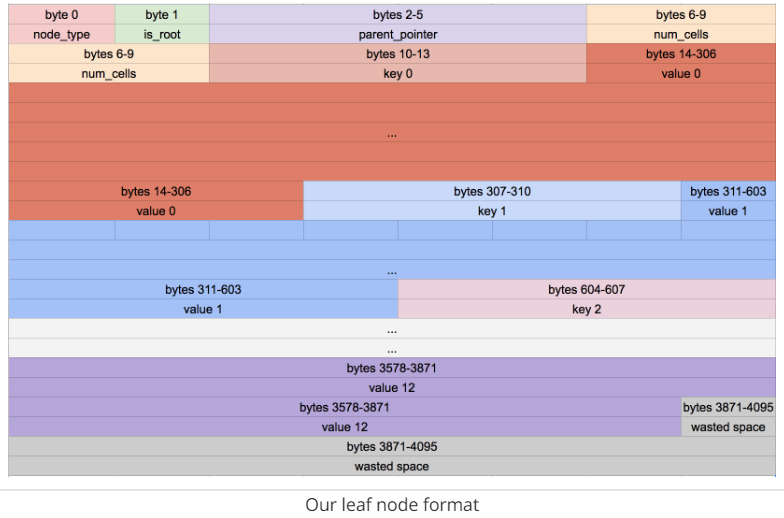 byte 0 byte 1 bytes 2-5 bytes 6-9
node_type is_root parent_pointer num_cells
bytes 6-9 bytes 10-13 bytes 14-306
num_cells key 0 value 0
...
bytes 14-306 bytes 307-310 bytes 311-603
value 0 key 1 value 1
...
bytes 311-603 bytes 604-607
value 1 key 2
...
...
bytes 3578-3871
value 12
bytes 3578-3871 bytes 3871-4095
value 12 wasted space
bytes 3871-4095
wasted space
Our leaf node format